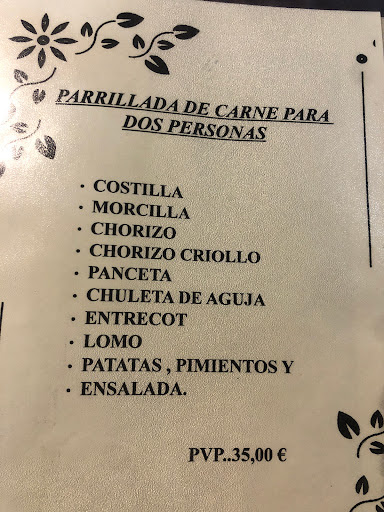 PARRILLADA DE CARNE PARA
DOS PERSONAS
· COSTILLA
· MORCILLA
· CHORIZO
· CHORIZO CRIOLLO
· PANCETA
· CHULETA DE AGUJA
· ENTRECOT
· LOMO
· PATATAS , PIMIENTOS Y
· ENSALADA.
PVP..35,00 €